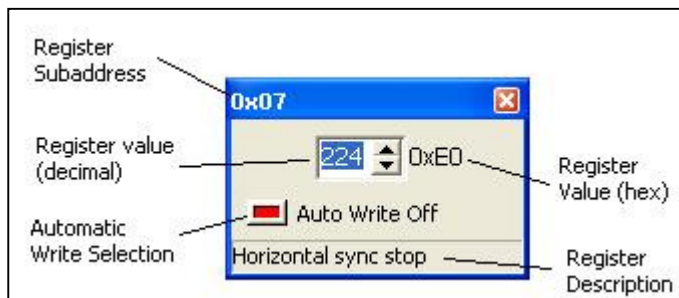 Register
Subaddress
0x07
Register value
(decimal)
224
0xE0
Register
Value (hex)
Automatic
Write Selection
Auto Write Off
Horizontal sync stop
Register
Description